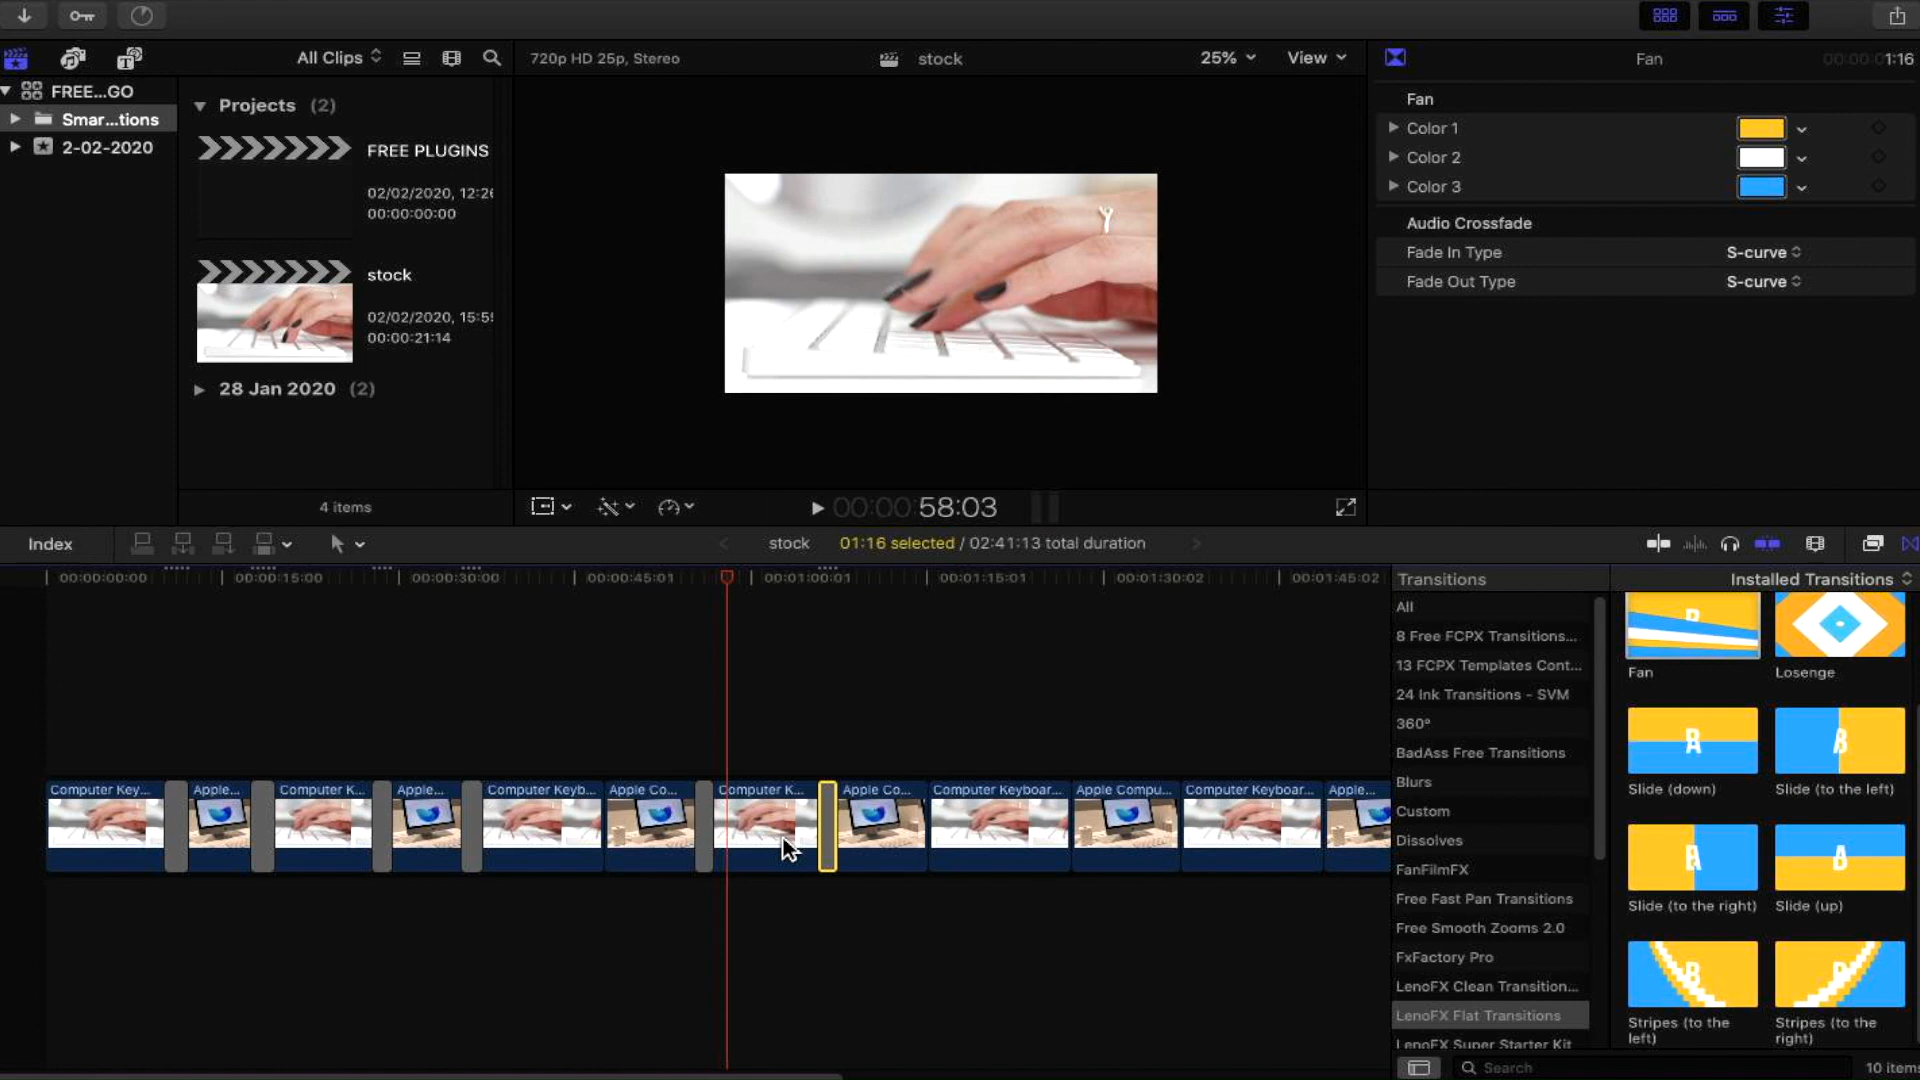 All Clips
720p HD 25p, Stereo
stock
25%
View
Fan
00:00:01:16
FREE...GO
Smar...tions
2-02-2020
Projects (2)
FREE PLUGINS
02/02/2020, 12:26
00:00:00:00
stock
02/02/2020, 15:5
00:00:21:14
28 Jan 2020 (2)
4 items
Fan
Color 1
Color 2
Color 3
Audio Crossfade
Fade In Type S-curve
Fade Out Type S-curve
00:00:58:03
Index
stock 01:16 selected / 02:41:13 total duration
00:00:00:00 00:00:15:00 00:00:30:00 00:00:45:01 00:01:00:01 00:01:15:01 00:01:30:02 00:01:45:02
Computer Key... Apple... Computer K... Apple... Computer Keyb... Apple Co... Computer K... Apple Co... Computer Keyboar... Apple Compu... Computer Keyboar... Apple...
Transitions
Installed Transitions
All
8 Free FCPX Transitions...
13 FCPX Templates Cont...
24 Ink Transitions - SVM
360°
BadAss Free Transitions
Blurs
Custom
Dissolves
FanFilmFX
Free Fast Pan Transitions
Free Smooth Zooms 2.0
FxFactory Pro
LenoFX Clean Transition...
LenoFX Flat Transitions
LenoFX Super Starter Kit
Fan
Losenge
Slide (down)
Slide (to the left)
Slide (to the right)
Slide (up)
Stripes (to the
left)
Stripes (to the
right)
Search
10 items